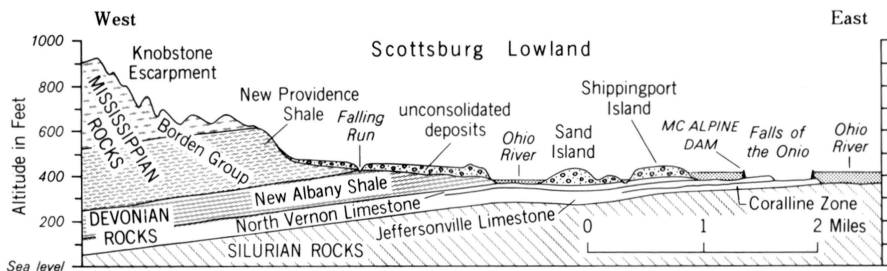 West
East
Scottsburg Lowland
Altitude in Feet
1000
800
600
400
200
Sea level
Knobstone
Escarpment
New Providence
Shale
Falling
Run
unconsolidated
deposits
Ohio
River
Sand
Island
Shippingport
Island
MC ALPINE
DAM
Falls of
the Onio
Ohio
River
MISSISSIPPIAN
ROCKS
Borden Group
New Albany Shale
DEVONIAN
ROCKS
North Vernon Limestone
Jeffersonville Limestone
Coralline Zone
SILURIAN ROCKS
0 1 2 Miles